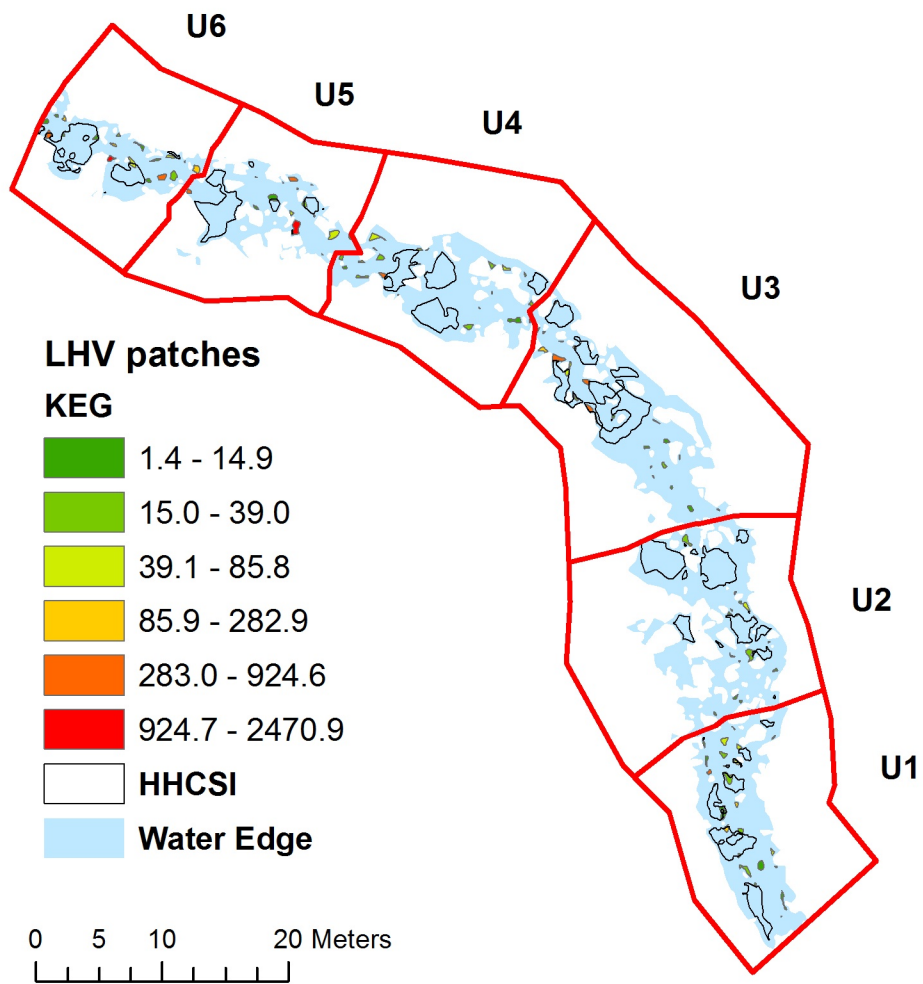 U6
U5
U4
U3
U2
U1
LHV patches
KEG
1.4 - 14.9
15.0 - 39.0
39.1 - 85.8
85.9 - 282.9
283.0 - 924.6
924.7 - 2470.9
HHCSI
Water Edge
0 5 10 20 Meters